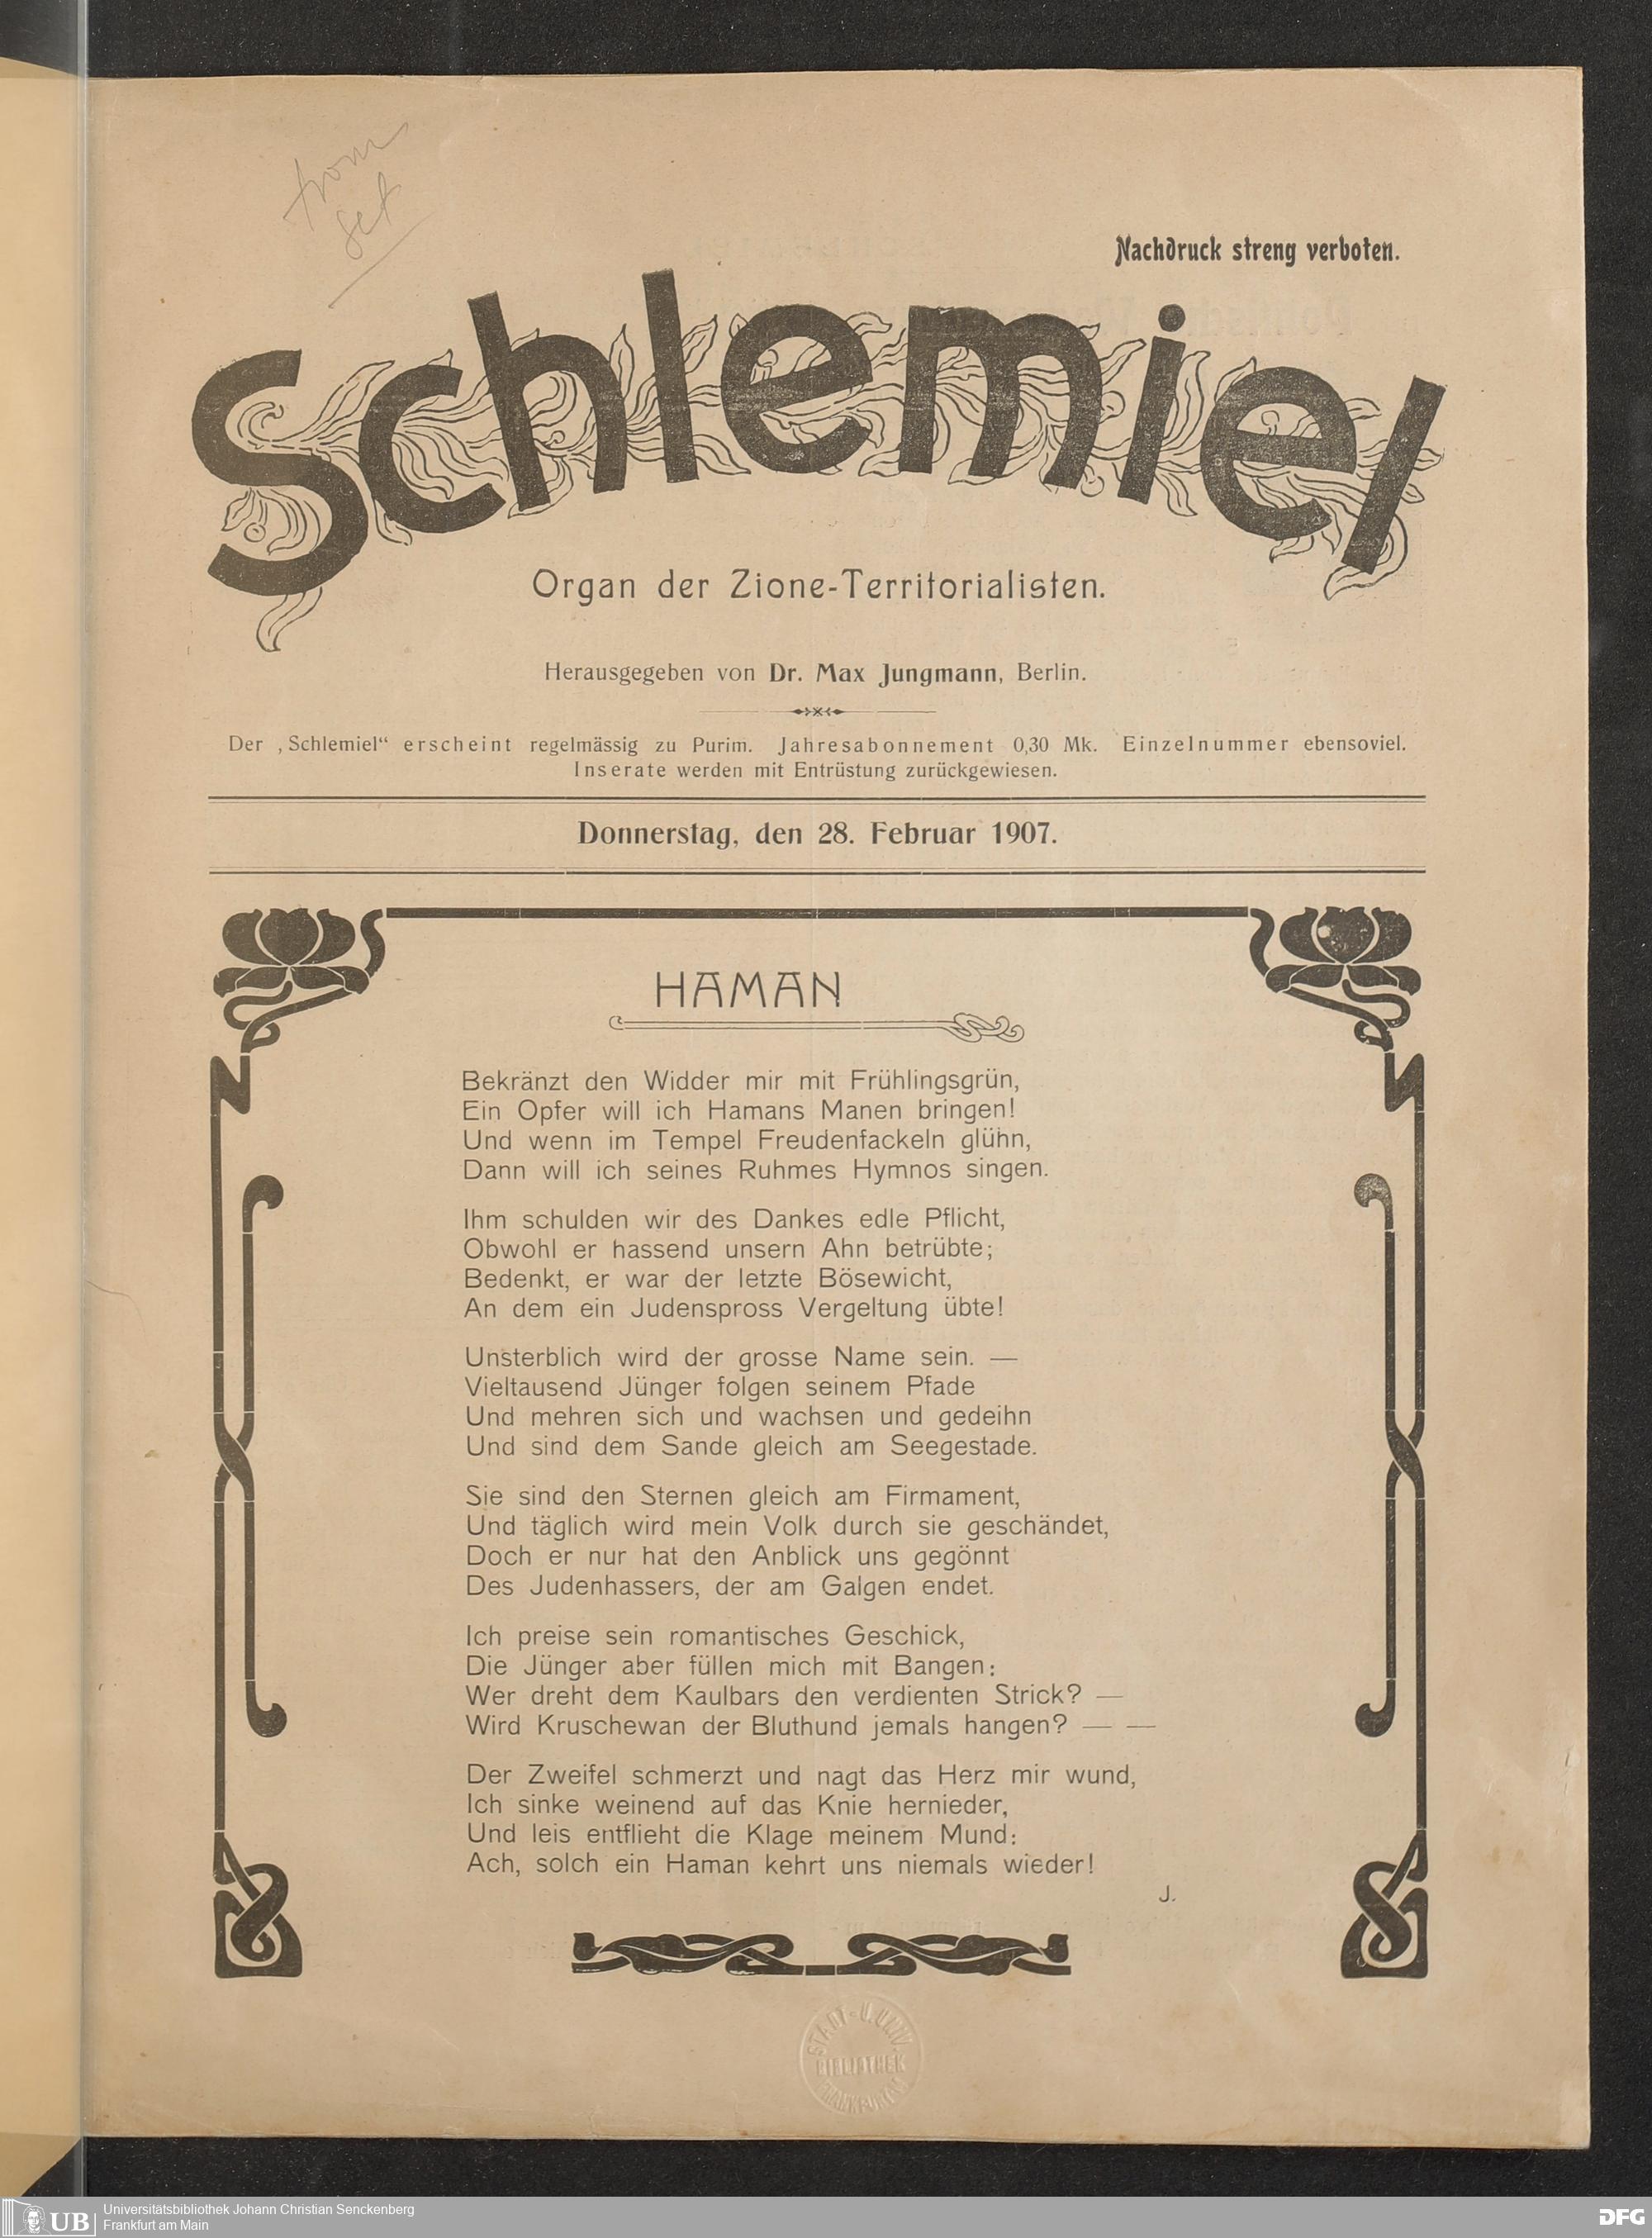 from
set
Nachdruck streng verboten.
Schlemiel
Organ der Zione-Territorialisten.
Herausgegeben von Dr. Max Jungmann, Berlin.
Der „Schlemiel“ erscheint regelmässig zu Purim. Jahresabonnement 0,30 Mk. Einzelnummer ebensoviel.
Inserate werden mit Entrüstung zurückgewiesen.
Donnerstag, den 28. Februar 1907.
HAMAN
Bekränzt den Widder mir mit Frühlingsgrün,
Ein Opfer will ich Hamans Manen bringen!
Und wenn im Tempel Freudenfackeln glühn,
Dann will ich seines Ruhmes Hymnos singen.
Ihm schulden wir des Dankes edle Pflicht,
Obwohl er hassend unsern Ahn betrübte;
Bedenkt, er war der letzte Bösewicht,
An dem ein Judenspross Vergeltung übte!
Unsterblich wird der grosse Name sein. —
Vieltausend Jünger folgen seinem Pfade
Und mehren sich und wachsen und gedeihn
Und sind dem Sande gleich am Seegestade.
Sie sind den Sternen gleich am Firmament,
Und täglich wird mein Volk durch sie geschändet,
Doch er nur hat den Anblick uns gegönnt
Des Judenhassers, der am Galgen endet.
Ich preise sein romantisches Geschick,
Die Jünger aber füllen mich mit Bangen:
Wer dreht dem Kaulbars den verdienten Strick? —
Wird Kruschewan der Bluthund jemals hangen? — —
Der Zweifel schmerzt und nagt das Herz mir wund,
Ich sinke weinend auf das Knie hernieder,
Und leis entflieht die Klage meinem Mund:
Ach, solch ein Haman kehrt uns niemals wieder!
J.
STADT- U. UNIV.
BIBLIOTHEK
UB
Universitätsbibliothek Johann Christian Senckenberg
Frankfurt am Main
DFG